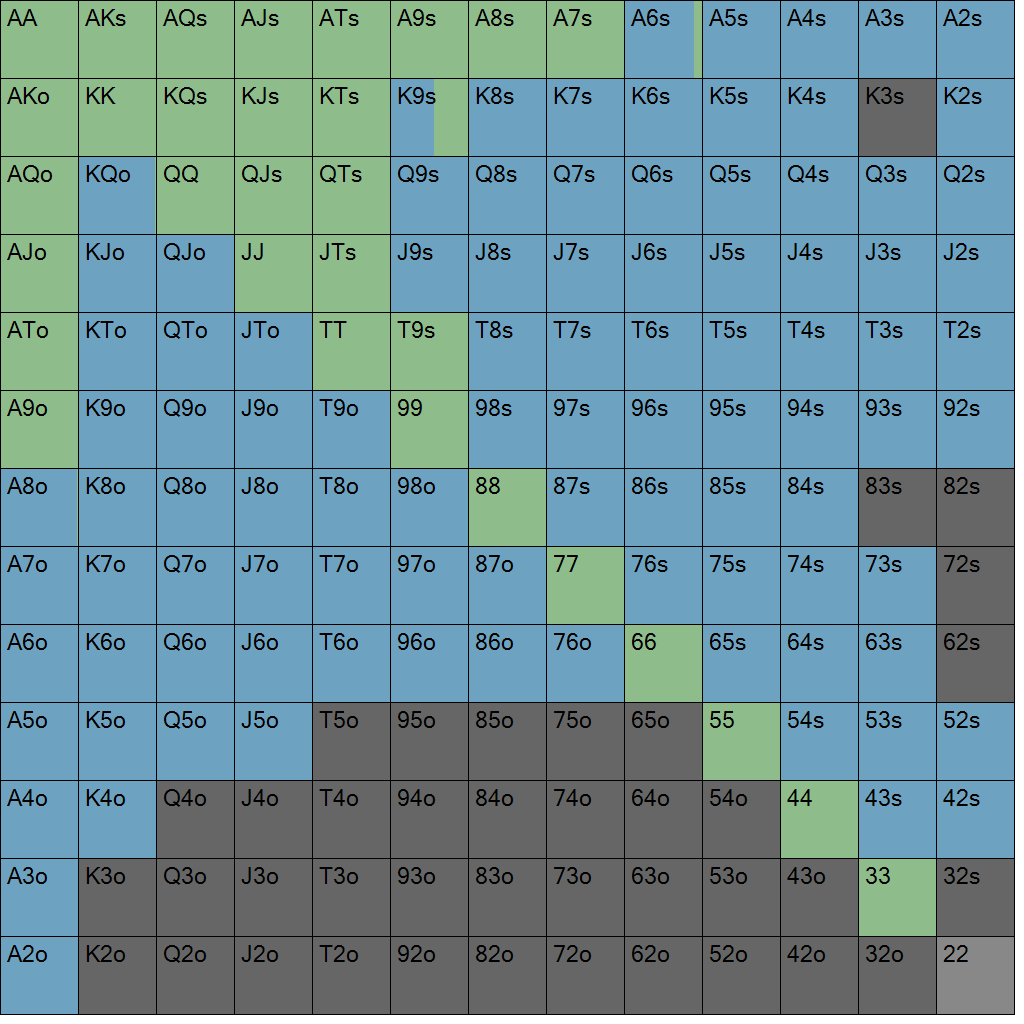 AA AKs AQs AJs ATs A9s A8s A7s A6s A5s A4s A3s A2s
AKo KK KQs KJs KTs K9s K8s K7s K6s K5s K4s K3s K2s
AQo KQo QQ QJs QTs Q9s Q8s Q7s Q6s Q5s Q4s Q3s Q2s
AJo KJo QJo JJ JTs J9s J8s J7s J6s J5s J4s J3s J2s
ATo KTo QTo JTo TT T9s T8s T7s T6s T5s T4s T3s T2s
A9o K9o Q9o J9o T9o 99 98s 97s 96s 95s 94s 93s 92s
A8o K8o Q8o J8o T8o 98o 88 87s 86s 85s 84s 83s 82s
A7o K7o Q7o J7o T7o 97o 87o 77 76s 75s 74s 73s 72s
A6o K6o Q6o J6o T6o 96o 86o 76o 66 65s 64s 63s 62s
A5o K5o Q5o J5o T5o 95o 85o 75o 65o 55 54s 53s 52s
A4o K4o Q4o J4o T4o 94o 84o 74o 64o 54o 44 43s 42s
A3o K3o Q3o J3o T3o 93o 83o 73o 63o 53o 43o 33 32s
A2o K2o Q2o J2o T2o 92o 82o 72o 62o 52o 42o 32o 22